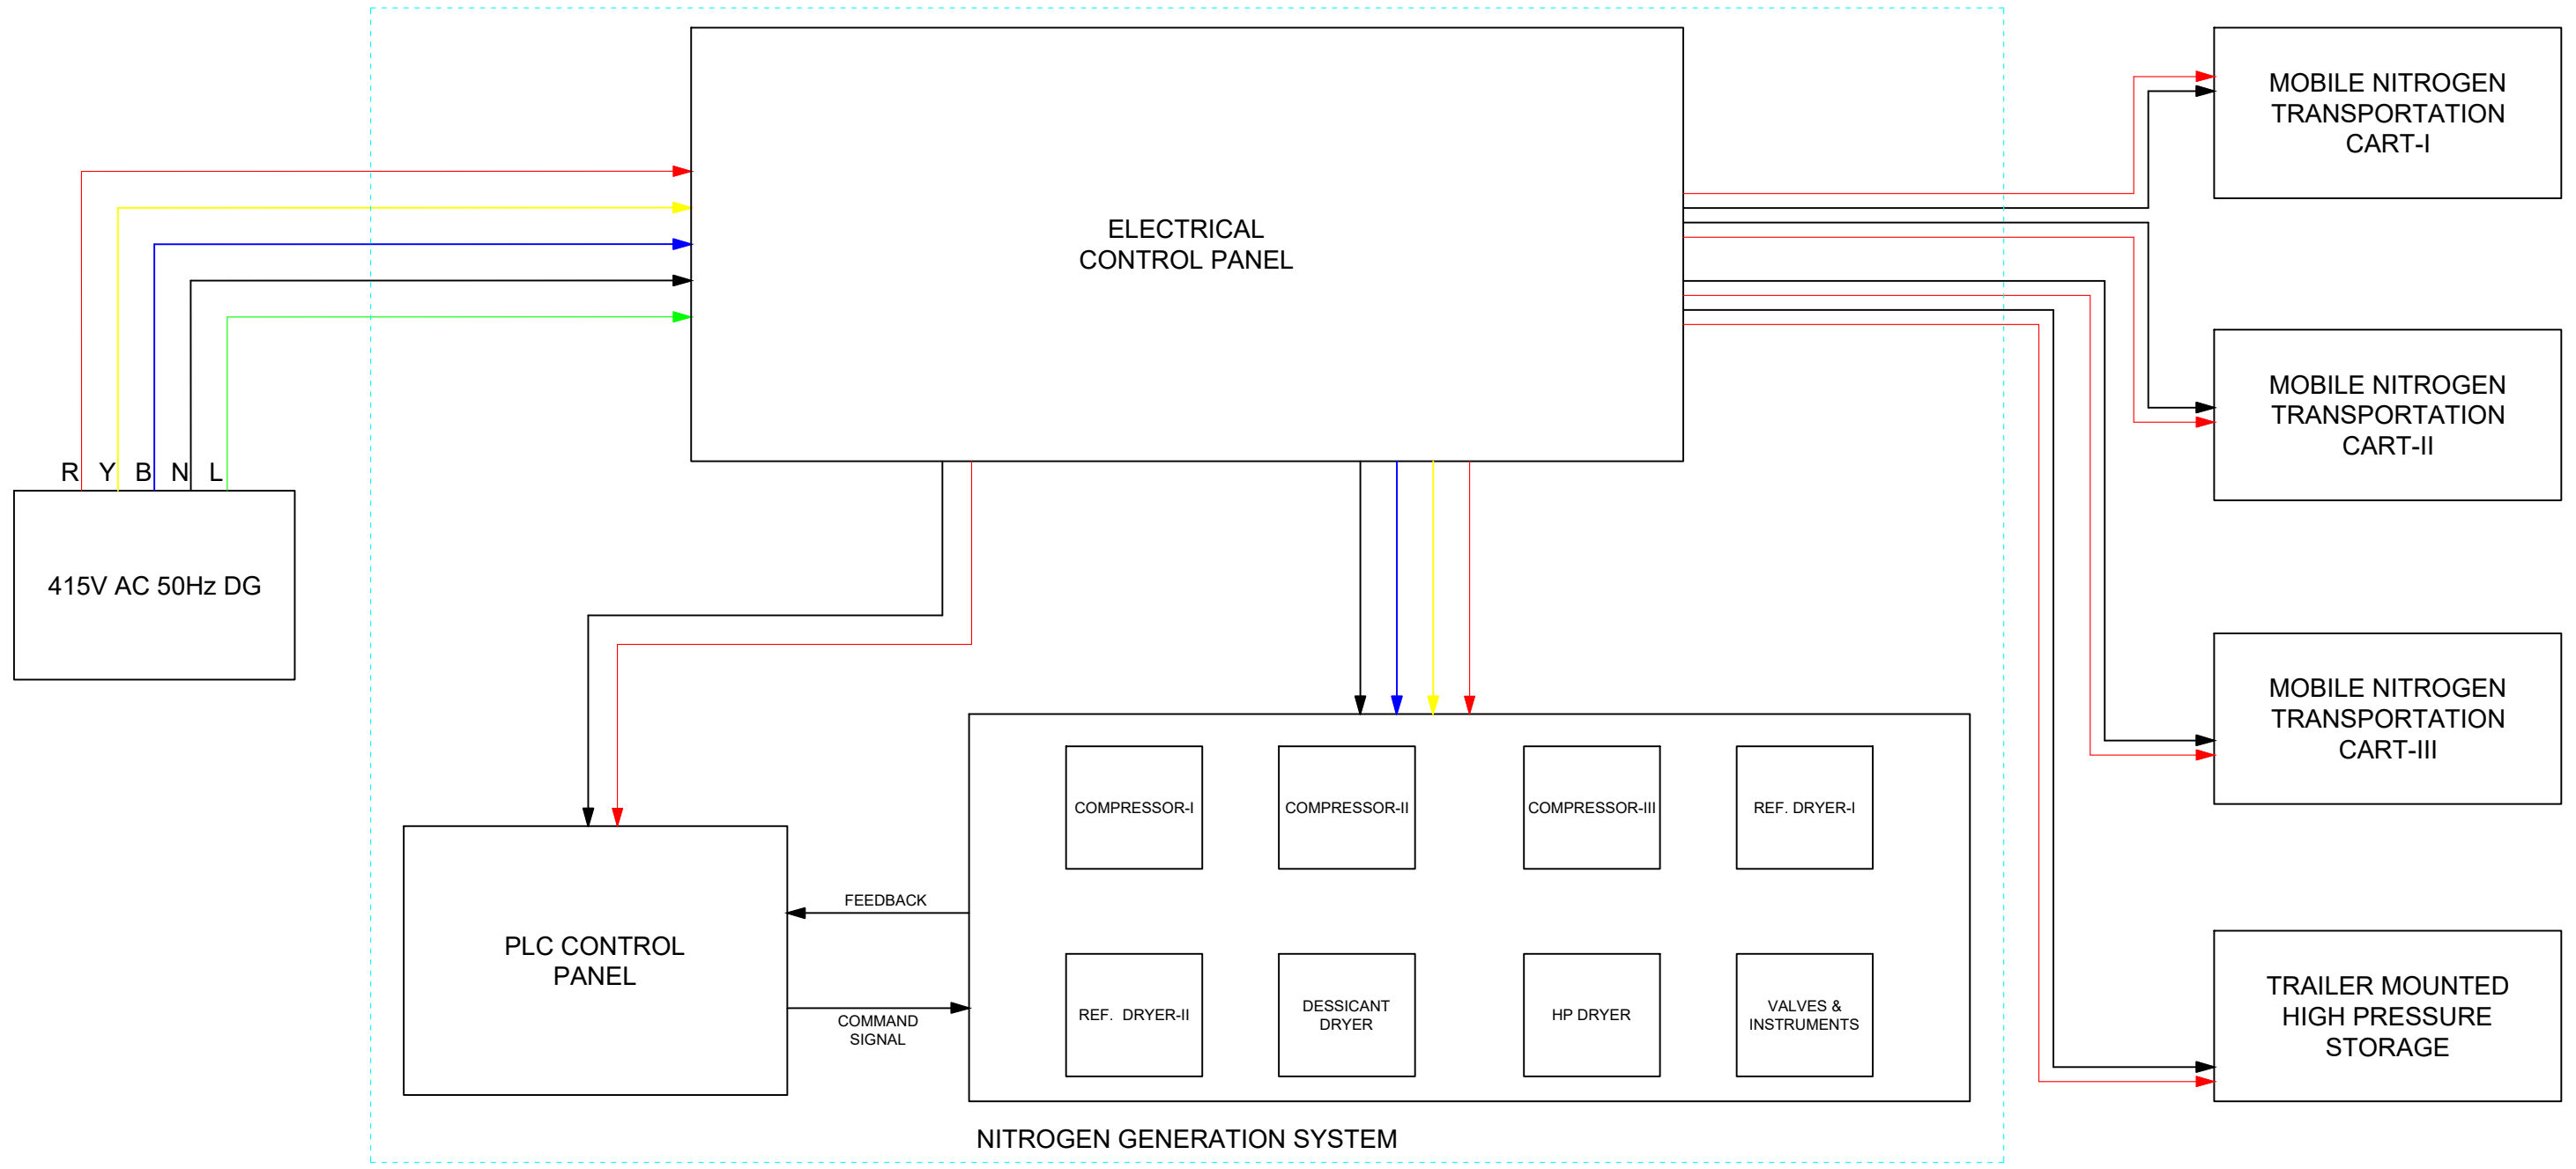 ELECTRICAL
CONTROL PANEL
MOBILE NITROGEN
TRANSPORTATION
CART-I
MOBILE NITROGEN
TRANSPORTATION
CART-II
R Y B N L
415V AC 50Hz DG
MOBILE NITROGEN
TRANSPORTATION
CART-III
COMPRESSOR-I
COMPRESSOR-II
COMPRESSOR-III
REF. DRYER-I
FEEDBACK
PLC CONTROL
PANEL
COMMAND
SIGNAL
REF. DRYER-II
DESSICANT
DRYER
HP DRYER
VALVES &
INSTRUMENTS
TRAILER MOUNTED
HIGH PRESSURE
STORAGE
NITROGEN GENERATION SYSTEM